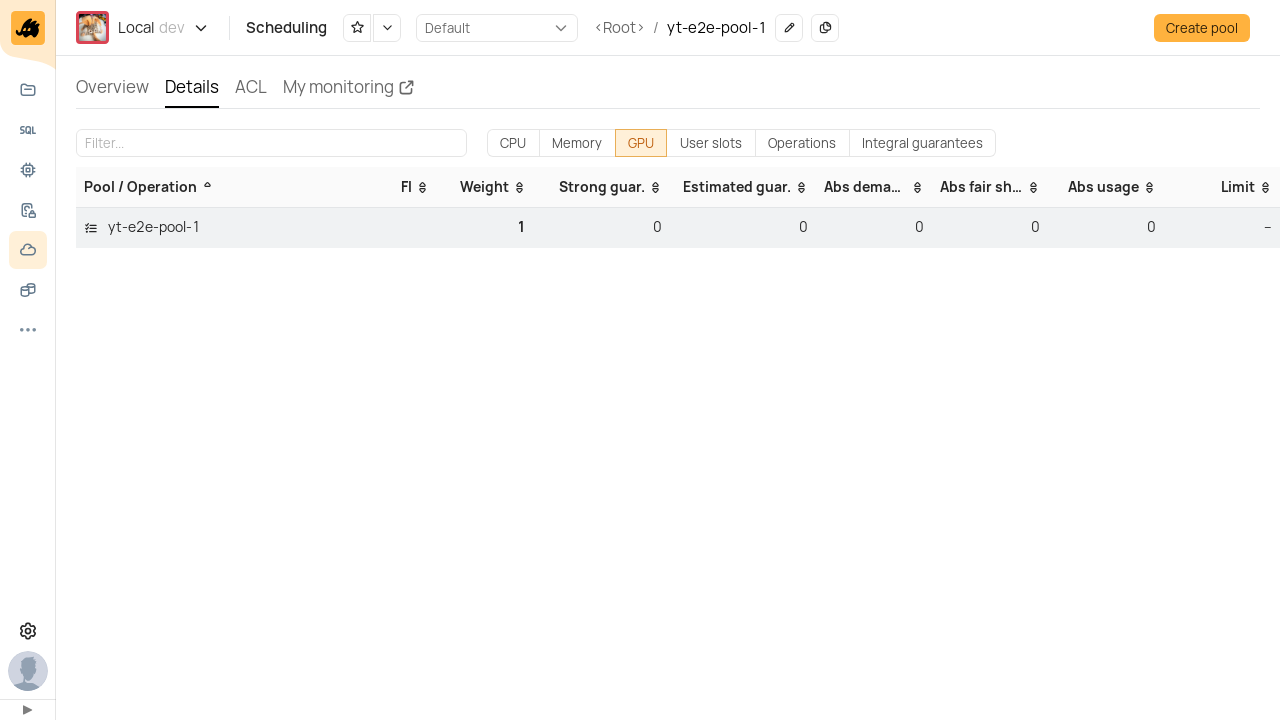 Local dev
Scheduling
Default
<Root> / yt-e2e-pool-1
Create pool
SQL
Overview Details ACL My monitoring
Filter...
CPU Memory GPU User slots Operations Integral guarantees
Pool / Operation FI Weight Strong guar. Estimated guar. Abs dema... Abs fair sh... Abs usage Limit
yt-e2e-pool-1 1 0 0 0 0 0 –